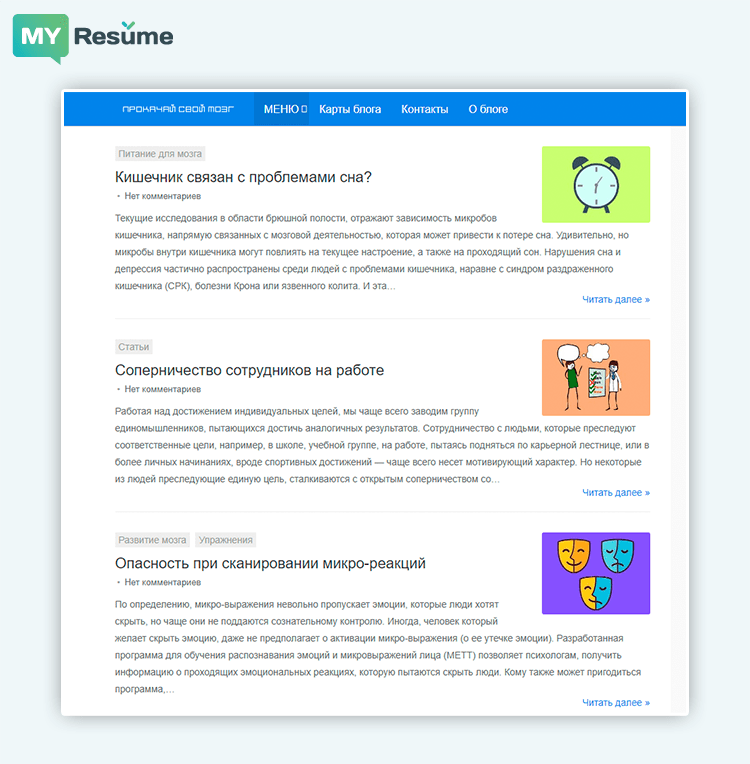 MY Resume
ПРОКАЧАЙ СВОЙ МОЗГ МЕНЮ Карты блога Контакты О блоге
Питание для мозга
Кишечник связан с проблемами сна?
Нет комментариев
Текущие исследования в области брюшной полости, отражают зависимость микробов
кишечника, напрямую связанных с мозговой деятельностью, которая может привести к потере сна. Удивительно, но
микробы внутри кишечника могут повлиять на текущее настроение, а также на проходящий сон. Нарушения сна и
депрессия частично распространены среди людей с проблемами кишечника, наравне с синдром раздраженного
кишечника (СРК), болезни Крона или язвенного колита. И эта…
Читать далее »
Статьи
Соперничество сотрудников на работе
Нет комментариев
Работая над достижением индивидуальных целей, мы чаще всего заводим группу
единомышленников, пытающихся достичь аналогичных результатов. Сотрудничество с людьми, которые преследуют
соответственные цели, например, в школе, учебной группе, на работе, пытаясь подняться по карьерной лестнице, или в
более личных начинаниях, вроде спортивных достижений — чаще всего несет мотивирующий характер. Но некоторые
из людей преследующие единую цель, сталкиваются с открытым соперничеством со…
Читать далее »
Развитие мозга Упражнения
Опасность при сканировании микро-реакций
Нет комментариев
По определению, микро-выражения невольно пропускает эмоции, которые люди хотят
скрыть, но чаще они не поддаются сознательному контролю. Иногда, человек который
желает скрыть эмоцию, даже не предполагает о активации микро-выражения (о ее утечке эмоции). Разработанная
программа для обучения распознавания эмоций и микровыражений лица (МЕТТ) позволяет психологам, получить
информацию о проходящих эмоциональных реакциях, которую пытаются скрыть люди. Кому также может пригодиться
программа,…
Читать далее »